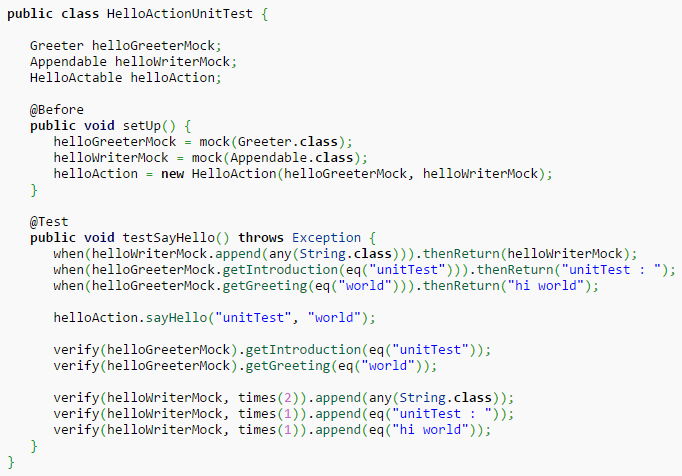 public class HelloActionUnitTest {

   Greeter helloGreeterMock;
   Appendable helloWriterMock;
   HelloActable helloAction;

   @Before
   public void setUp() {
      helloGreeterMock = mock(Greeter.class);
      helloWriterMock = mock(Appendable.class);
      helloAction = new HelloAction(helloGreeterMock, helloWriterMock);
   }

   @Test
   public void testSayHello() throws Exception {
      when(helloWriterMock.append(any(String.class))).thenReturn(helloWriterMock);
      when(helloGreeterMock.getIntroduction(eq("unitTest"))).thenReturn("unitTest : ");
      when(helloGreeterMock.getGreeting(eq("world"))).thenReturn("hi world");

      helloAction.sayHello("unitTest", "world");

      verify(helloGreeterMock).getIntroduction(eq("unitTest"));
      verify(helloGreeterMock).getGreeting(eq("world"));

      verify(helloWriterMock, times(2)).append(any(String.class));
      verify(helloWriterMock, times(1)).append(eq("unitTest : "));
      verify(helloWriterMock, times(1)).append(eq("hi world"));
   }
}